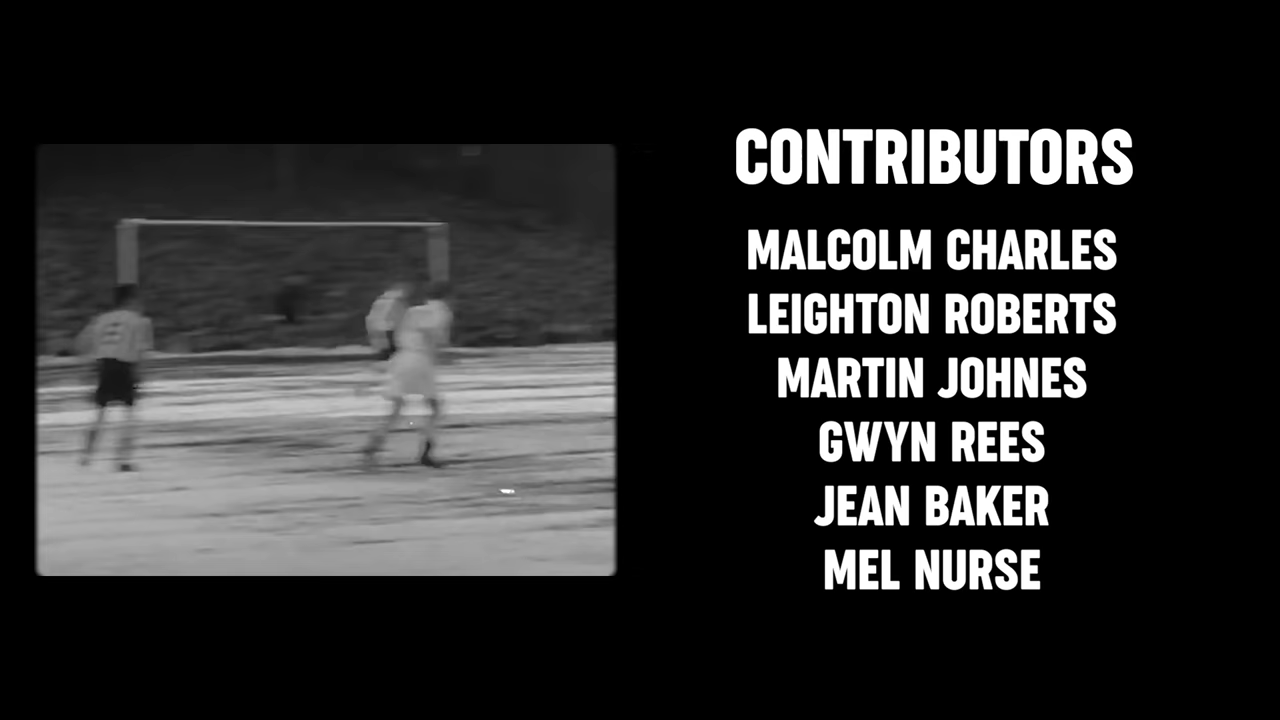 CONTRIBUTORS
MALCOLM CHARLES
LEIGHTON ROBERTS
MARTIN JOHNES
GWYN REES
JEAN BAKER
MEL NURSE